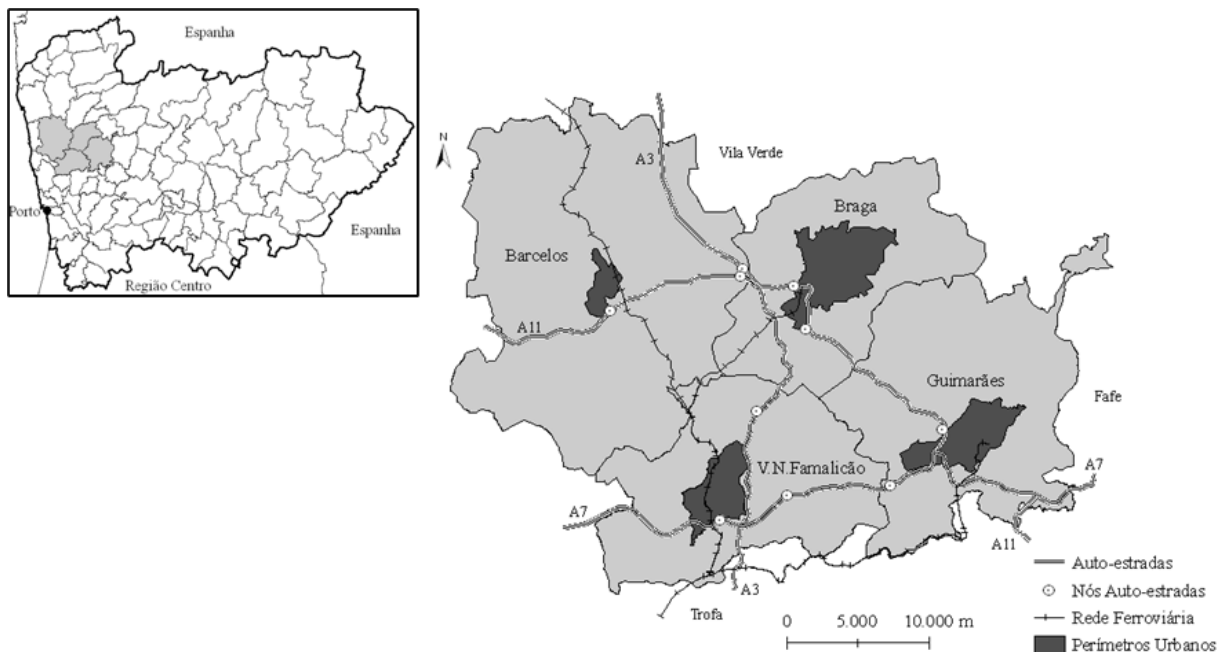 Espanha
Porto
Espanha
Região Centro
N
A3
Vila Verde
Braga
Barcelos
A11
Guimarães
Fafe
V.N.Famalicão
A7
A7
A11
A3
Trofa
0 5.000 10.000 m
Auto-estradas
Nós Auto-estradas
Rede Ferroviária
Perímetros Urbanos